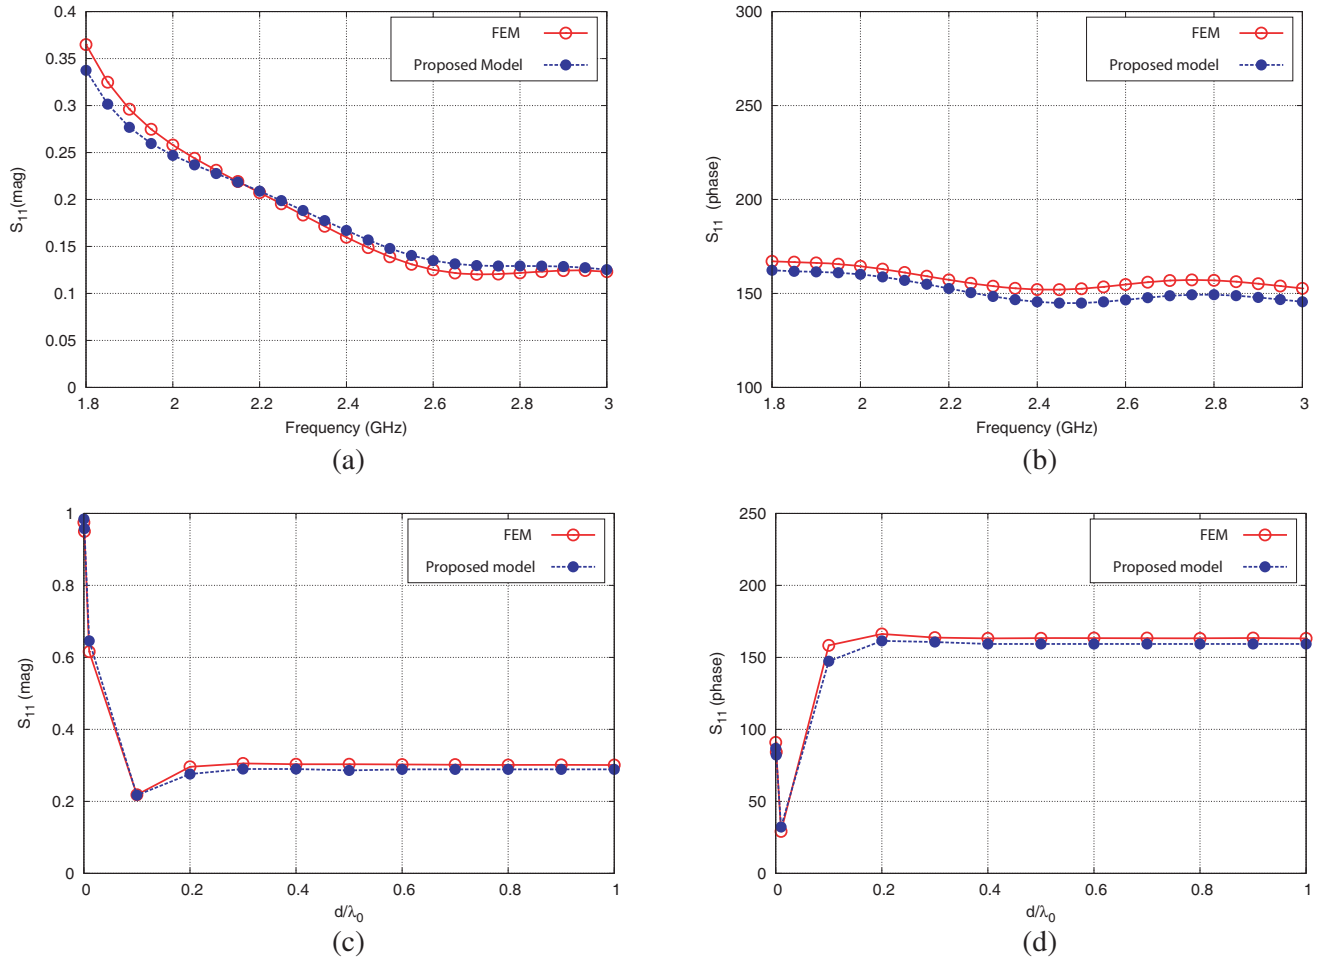 0.4
0.35
0.3
0.25
0.2
0.15
0.1
0.05
0
S11(mag)
FEM
Proposed Model
1.8
2
2.2
2.4
2.6
2.8
3
Frequency (GHz)
(a)
300
250
200
150
100
S11 (phase)
FEM
Proposed model
1.8
2
2.2
2.4
2.6
2.8
3
Frequency (GHz)
(b)
1
0.8
0.6
0.4
0.2
0
S11 (mag)
FEM
Proposed model
0
0.2
0.4
0.6
0.8
1
d/λ0
(c)
250
200
150
100
50
0
S11 (phase)
FEM
Proposed model
0
0.2
0.4
0.6
0.8
1
d/λ0
(d)